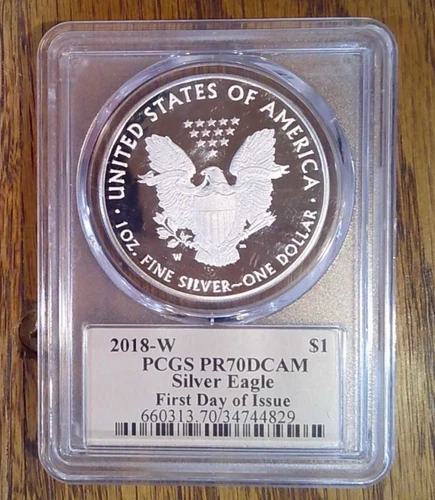 UNITED STATES OF AMERICA
W
1 OZ. FINE SILVER~ONE DOLLAR
2018-W $1
PCGS PR70DCAM
Silver Eagle
First Day of Issue
660313.70/34744829